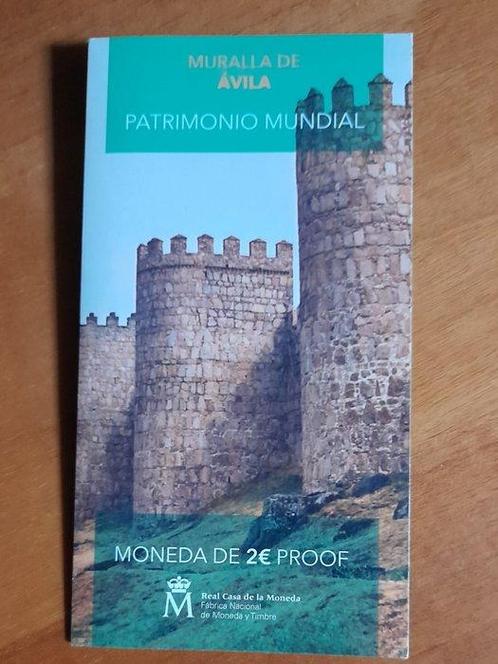 MURALLA DE
ÁVILA
PATRIMONIO MUNDIAL
MONEDA DE 2€ PROOF
M
Real Casa de la Moneda
Fábrica Nacional
de Moneda y Timbre